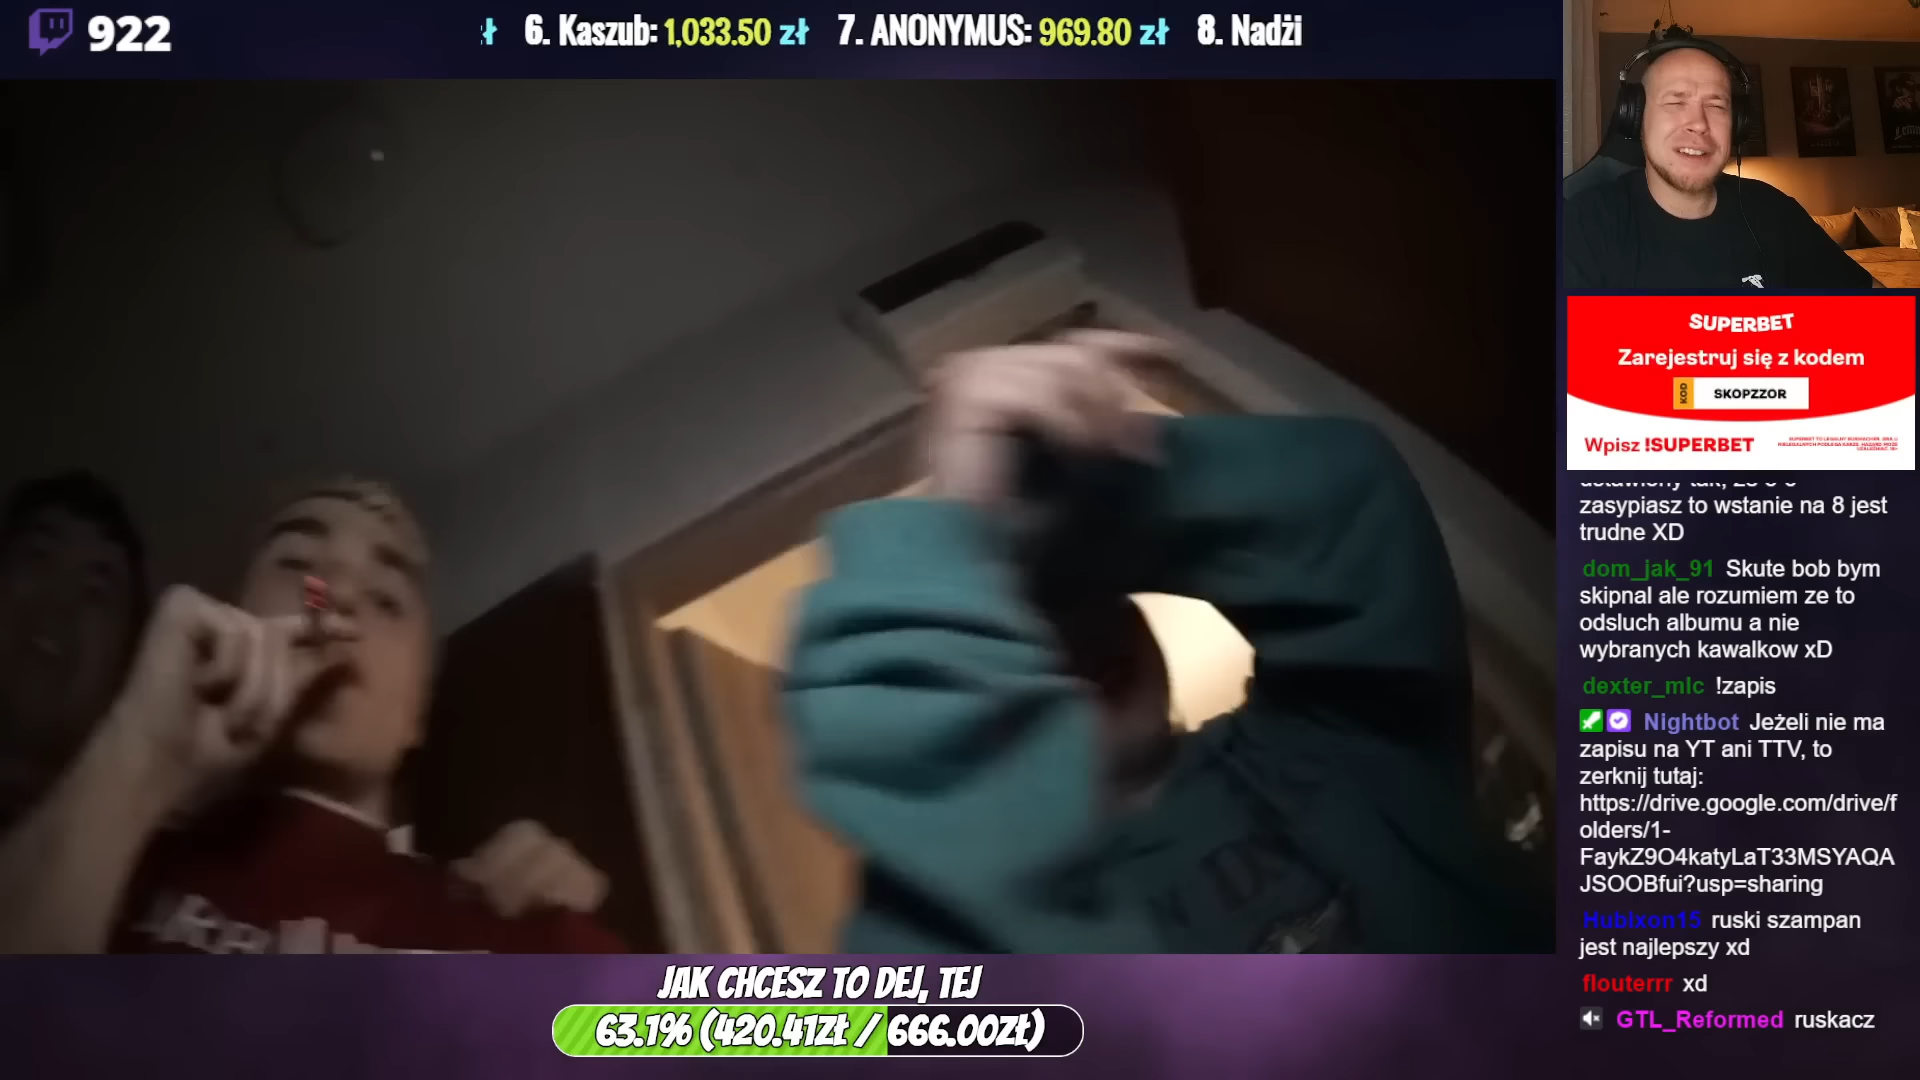 922
6. Kaszub: 1,033.50 zł 7. ANONYMUS: 969.80 zł 8. Nadżi
SUPERBET
Zarejestruj się z kodem
KOD SKOPZZOR
Wpisz !SUPERBET
zasypiasz to wstanie na 8 jest
trudne XD
dom_jak_91 Skute bob bym
skipnal ale rozumiem ze to
odsluch albumu a nie
wybranych kawalkow xD
dexter_mlc !zapis
Nightbot Jeżeli nie ma
zapisu na YT ani TTV, to
zerknij tutaj:
https://drive.google.com/drive/f
olders/1-
FaykZ9O4katyLaT33MSYAQA
JSOOBfui?usp=sharing
Hubixon15 ruski szampan
jest najlepszy xd
flouterrr xd
GTL_Reformed ruskacz
JAK CHCESZ TO DEJ, TEJ
63.1% (420.41ZŁ / 666.00ZŁ)